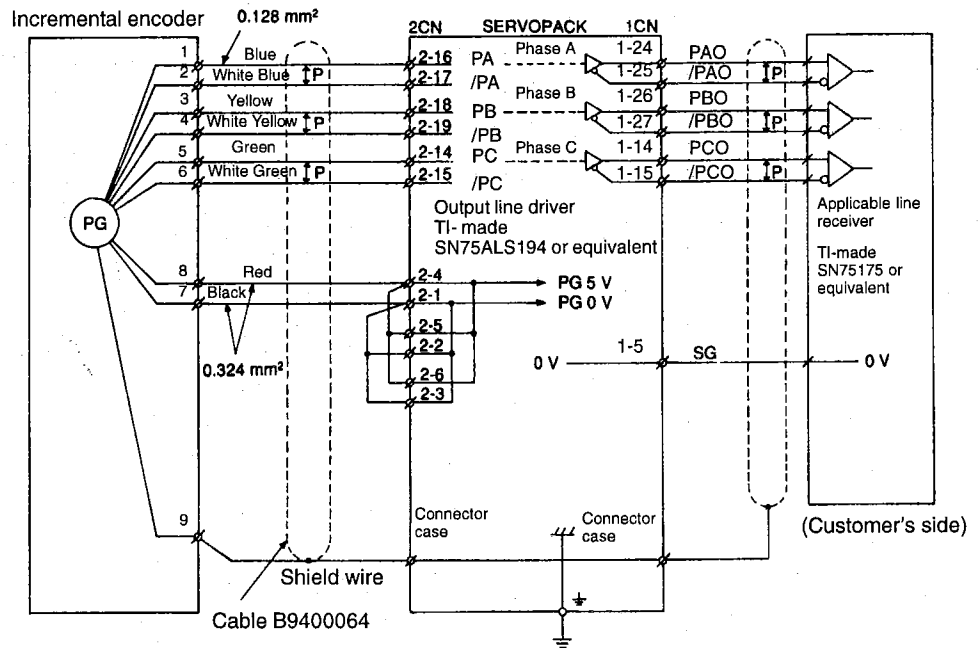 Incremental encoder
0.128 mm²
2CN SERVOPACK 1CN
1 Blue 2-16 PA Phase A 1-24 PAO
2 White Blue P 2-17 /PA 1-25 /PAO P
3 Yellow 2-18 PB Phase B 1-26 PBO
4 White Yellow P 2-19 /PB 1-27 /PBO P
5 Green 2-14 PC Phase C 1-14 PCO
6 White Green P 2-15 /PC 1-15 /PCO P
PG
Output line driver
TI- made
SN75ALS194 or equivalent
Applicable line
receiver
TI-made
SN75175 or
equivalent
8 Red 2-4 PG 5 V
7 Black 2-1 PG 0 V
2-5
2-2
2-6
2-3
0.324 mm²
0 V 1-5 SG 0 V
9
Connector
case
Connector
case
(Customer's side)
Shield wire
Cable B9400064